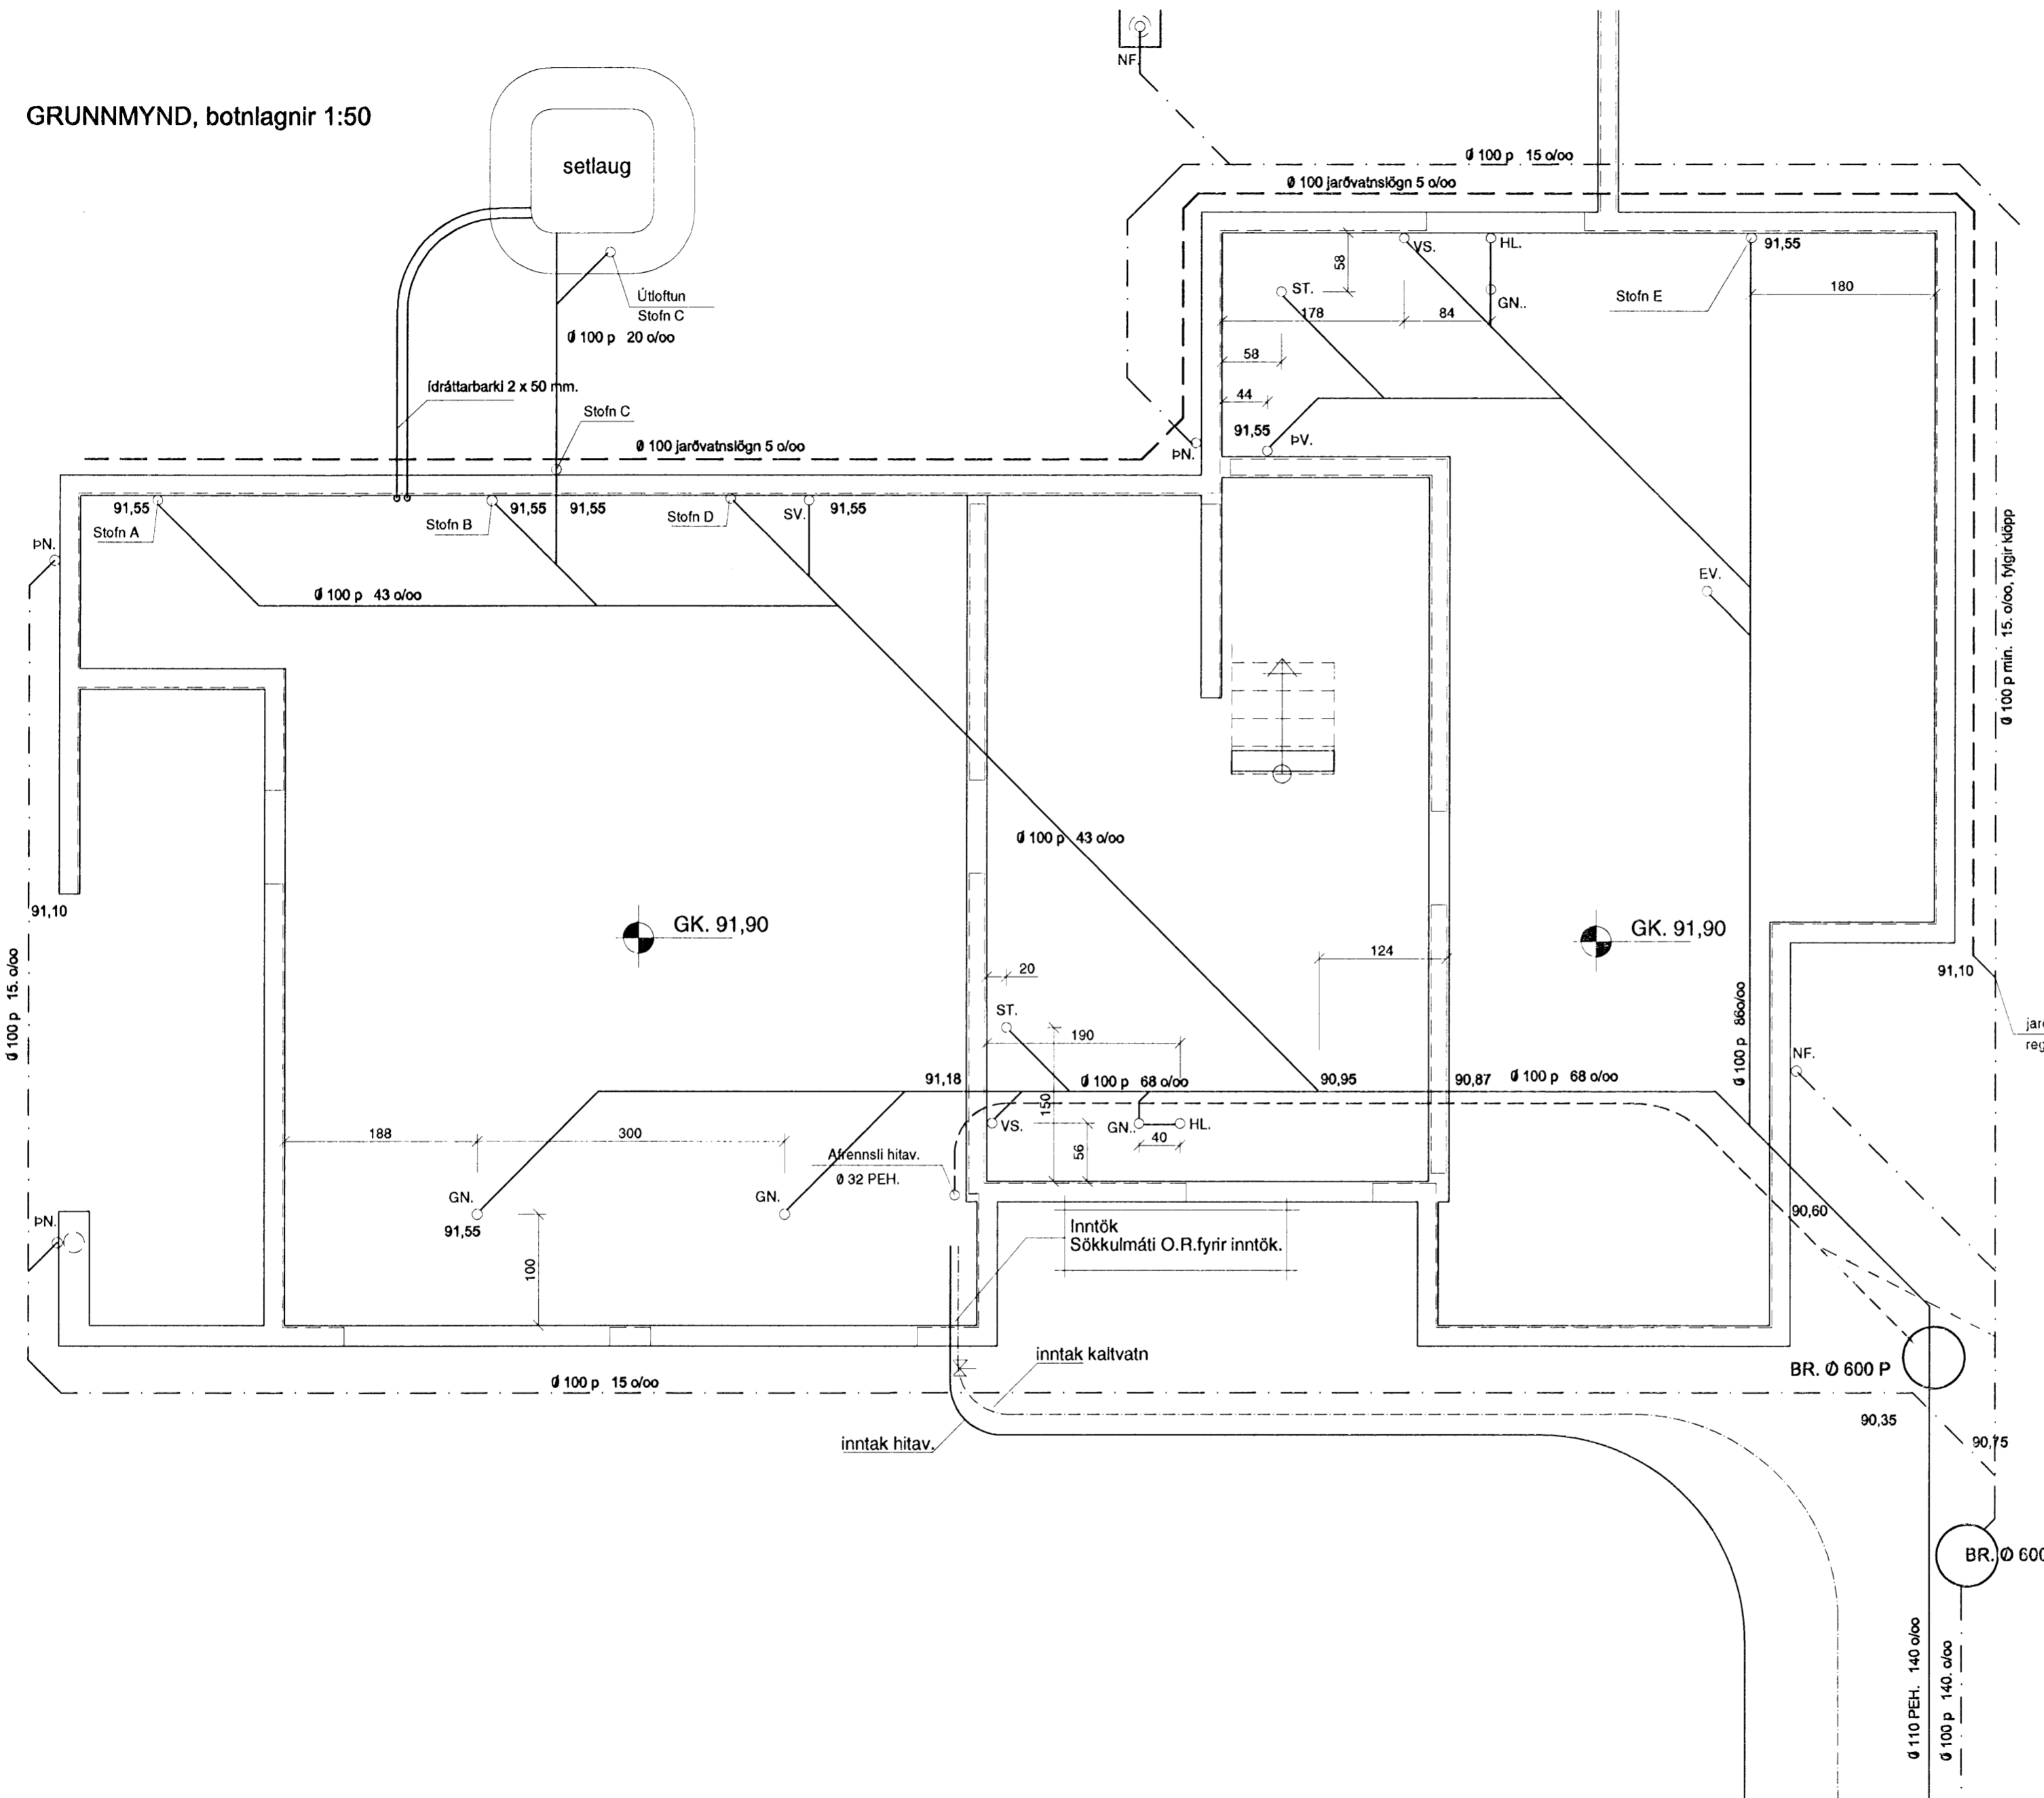 NF.
GRUNNMYND, botnlagnir 1:50
setlaug
Ø 100 p 15 o/oo
Ø 100 jarðvatnslögn 5 o/oo
VS.
HL.
91,55
58
ST.
GN..
Stofn E
180
Útloftun
Stofn C
178
84
Ø 100 p 20 o/oo
58
ídráttarbarki 2 x 50 mm.
44
Stofn C
91,55
ÞV.
Ø 100 jarðvatnslögn 5 o/oo
ÞN.
91,55
Stofn A
Stofn B
91,55
91,55
Stofn D
SV.
91,55
ÞN.
Ø 100 p 43 o/oo
EV.
Ø 100 p min. 15. o/oo, fylgir klöpp
Ø 100 p 43 o/oo
91,10
GK. 91,90
GK. 91,90
124
20
91,10
Ø 100 p 15. o/oo
ST.
Ø 100 p 86o/oo
190
NF.
91,18
Ø 100 p 68 o/oo
90,95
90,87
Ø 100 p 68 o/oo
150
188
300
VS.
GN..
HL.
40
56
Afrennsli hitav.
Ø 32 PEH.
GN.
91,55
GN.
90,60
ÞN.
100
Inntök
Sökkulmáti O.R.fyrir inntök.
inntak kaltvatn
BR. Ø 600 P
Ø 100 p 15 o/oo
90,35
90,75
inntak hitav.
BR. Ø 600
Ø 110 PEH. 140 o/oo
Ø 100 p 140. o/oo